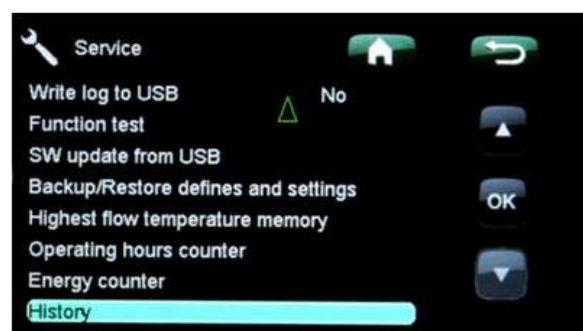 Service
Write log to USB No
Function test
SW update from USB
Backup/Restore defines and settings
Highest flow temperature memory
Operating hours counter
Energy counter
History
OK